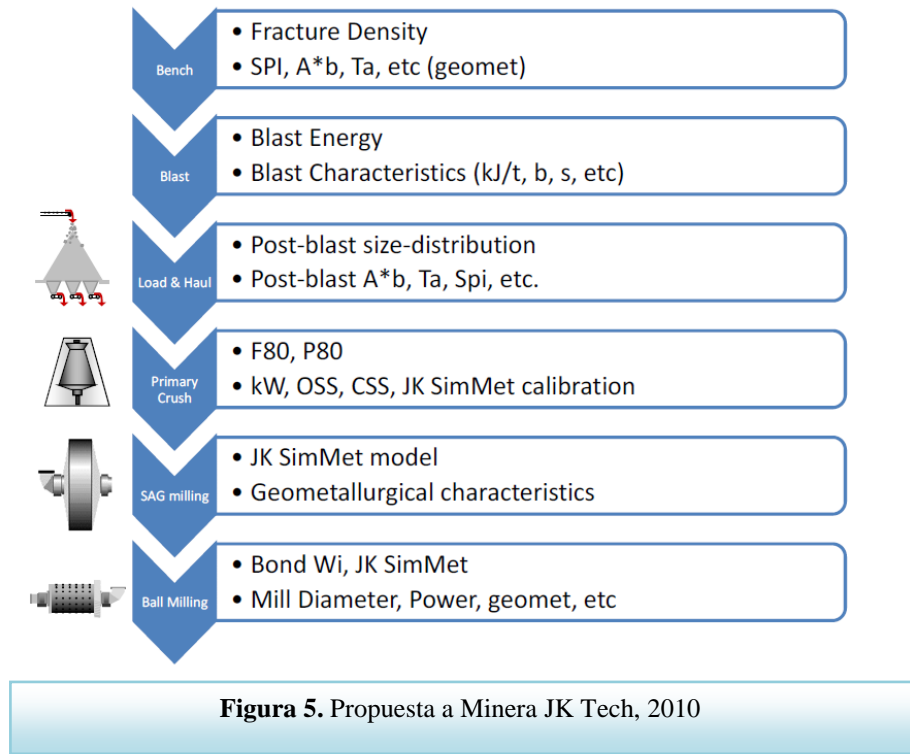 Bench
• Fracture Density
• SPI, A*b, Ta, etc (geomet)
Blast
• Blast Energy
• Blast Characteristics (kJ/t, b, s, etc)
Load & Haul
• Post-blast size-distribution
• Post-blast A*b, Ta, Spi, etc.
Primary
Crush
• F80, P80
• kW, OSS, CSS, JK SimMet calibration
SAG milling
• JK SimMet model
• Geometallurgical characteristics
Ball Milling
• Bond Wi, JK SimMet
• Mill Diameter, Power, geomet, etc
Figura 5. Propuesta a Minera JK Tech, 2010